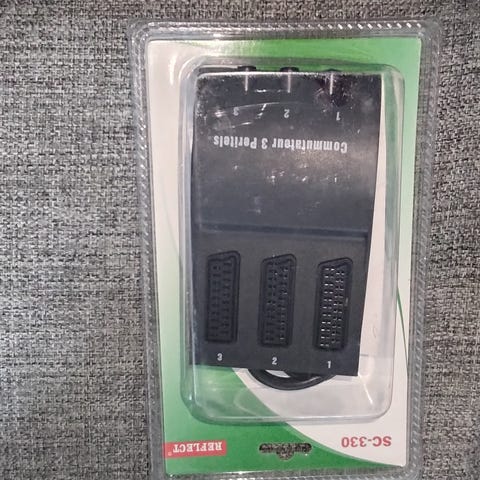 REFLECT
SC-330
1 2 3
Commutateur 3 Peritels
3 2 1